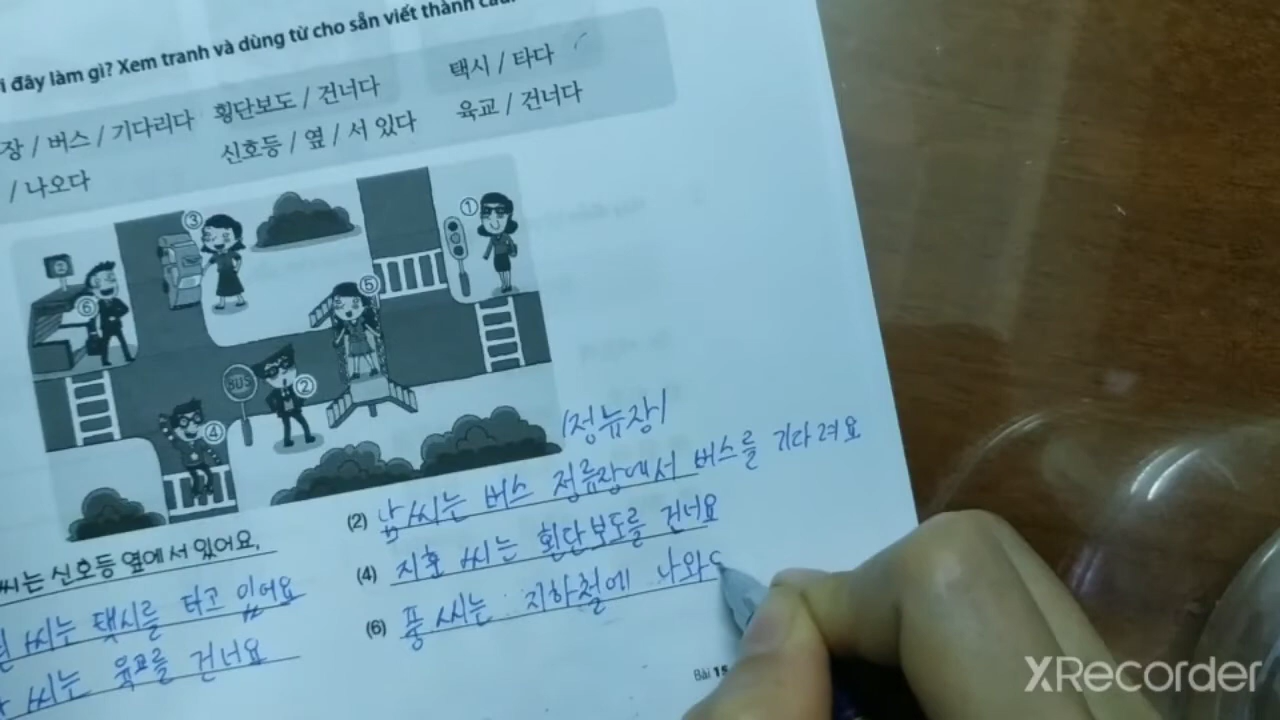 đây làm gì? Xem tranh và dùng từ cho sẵn viết thành câu.
장 / 버스 / 기다리다 횡단보도 / 건너다 택시 / 타다
/ 나오다 신호등 / 옆 / 서 있다 육교 / 건너다
③
①
⑥
⑤
BUS
②
④
/정뉴장/
(2) 남 씨는 버스 정류장에서 버스를 기다려요
씨는 신호등 옆에 서 있어요.
(4) 지훈 씨는 횡단보도를 건너요
씨는 택시를 타고 있어요
(6) 퐁 씨는 지하철에 나와
씨는 육교를 건너요
Bài 15
XRecorder